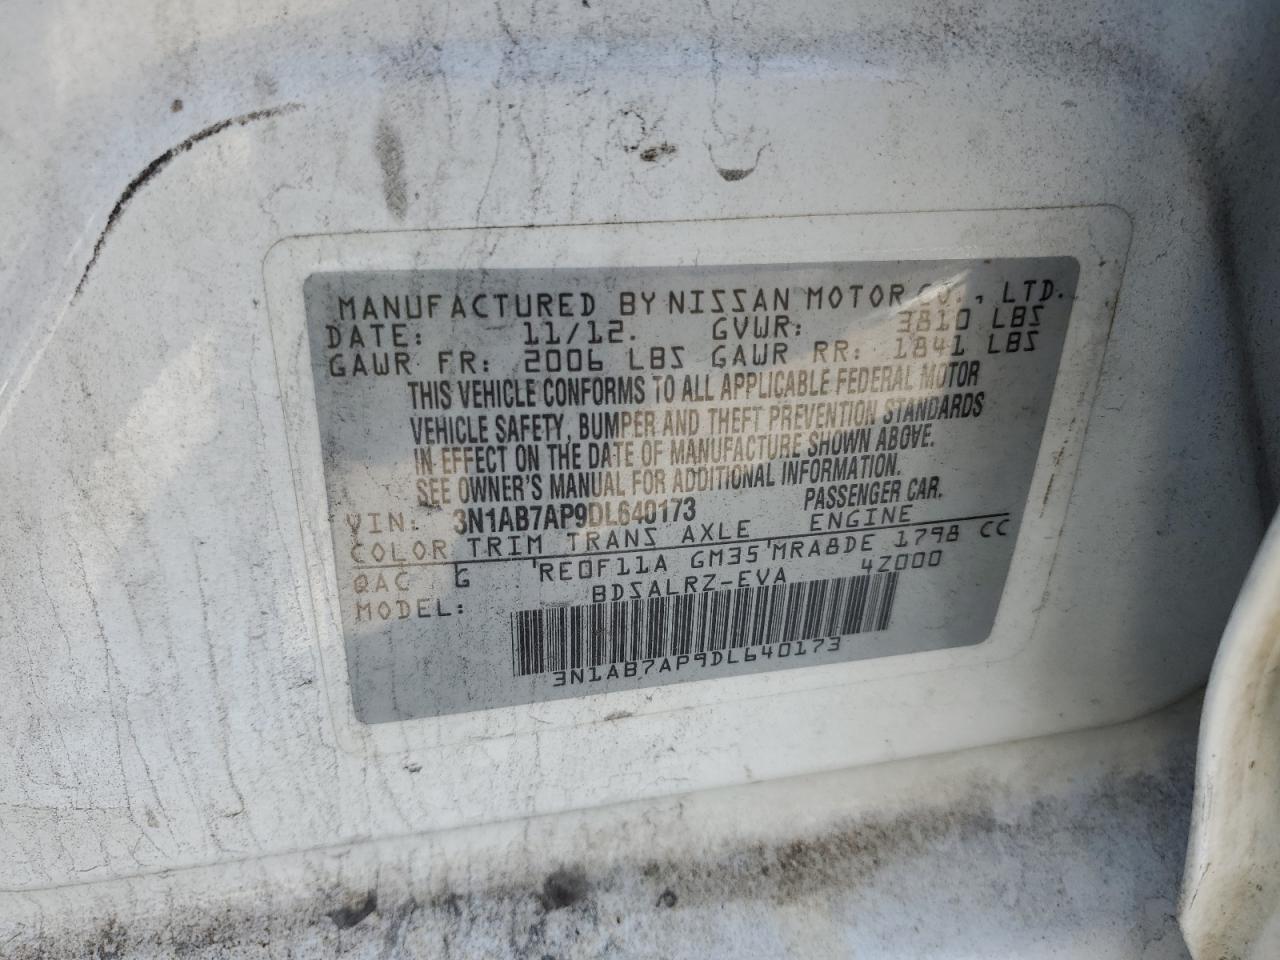 MANUFACTURED BY NISSAN MOTOR CO., LTD.
DATE: 11/12. GVWR: 3810 LBS
GAWR FR: 2006 LBS GAWR RR: 1841 LBS
THIS VEHICLE CONFORMS TO ALL APPLICABLE FEDERAL MOTOR
VEHICLE SAFETY, BUMPER AND THEFT PREVENTION STANDARDS
IN EFFECT ON THE DATE OF MANUFACTURE SHOWN ABOVE.
SEE OWNER'S MANUAL FOR ADDITIONAL INFORMATION.
VIN: 3N1AB7AP9DL640173 PASSENGER CAR.
COLOR TRIM TRANS AXLE ENGINE
QAC G RE0F11A GM35 MRA8DE 1798 CC
MODEL: BDSALRZ-EVA 4Z000
3N1AB7AP9DL640173